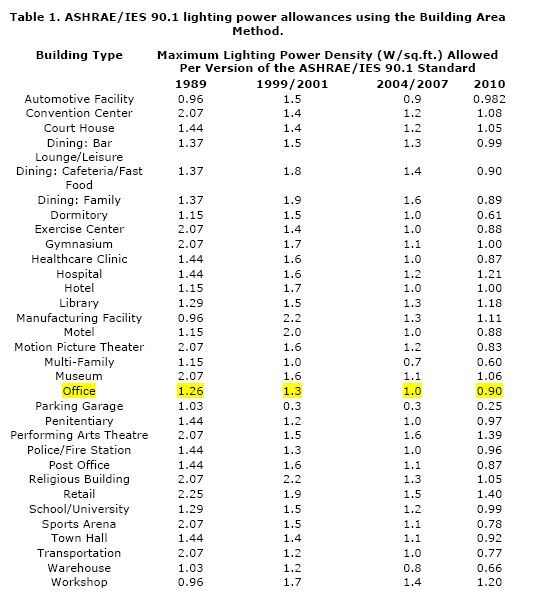 Table 1. ASHRAE/IES 90.1 lighting power allowances using the Building Area
Method.
Building Type Maximum Lighting Power Density (W/sq.ft.) Allowed
Per Version of the ASHRAE/IES 90.1 Standard
1989 1999/2001 2004/2007 2010
Automotive Facility 0.96 1.5 0.9 0.982
Convention Center 2.07 1.4 1.2 1.08
Court House 1.44 1.4 1.2 1.05
Dining: Bar 1.37 1.5 1.3 0.99
Lounge/Leisure
Dining: Cafeteria/Fast 1.37 1.8 1.4 0.90
Food
Dining: Family 1.37 1.9 1.6 0.89
Dormitory 1.15 1.5 1.0 0.61
Exercise Center 2.07 1.4 1.0 0.88
Gymnasium 2.07 1.7 1.1 1.00
Healthcare Clinic 1.44 1.6 1.0 0.87
Hospital 1.44 1.6 1.2 1.21
Hotel 1.15 1.7 1.0 1.00
Library 1.29 1.5 1.3 1.18
Manufacturing Facility 0.96 2.2 1.3 1.11
Motel 1.15 2.0 1.0 0.88
Motion Picture Theater 2.07 1.6 1.2 0.83
Multi-Family 1.15 1.0 0.7 0.60
Museum 2.07 1.6 1.1 1.06
Office 1.26 1.3 1.0 0.90
Parking Garage 1.03 0.3 0.3 0.25
Penitentiary 1.44 1.2 1.0 0.97
Performing Arts Theatre 2.07 1.5 1.6 1.39
Police/Fire Station 1.44 1.3 1.0 0.96
Post Office 1.44 1.6 1.1 0.87
Religious Building 2.07 2.2 1.3 1.05
Retail 2.25 1.9 1.5 1.40
School/University 1.29 1.5 1.2 0.99
Sports Arena 2.07 1.5 1.1 0.78
Town Hall 1.44 1.4 1.1 0.92
Transportation 2.07 1.2 1.0 0.77
Warehouse 1.03 1.2 0.8 0.66
Workshop 0.96 1.7 1.4 1.20